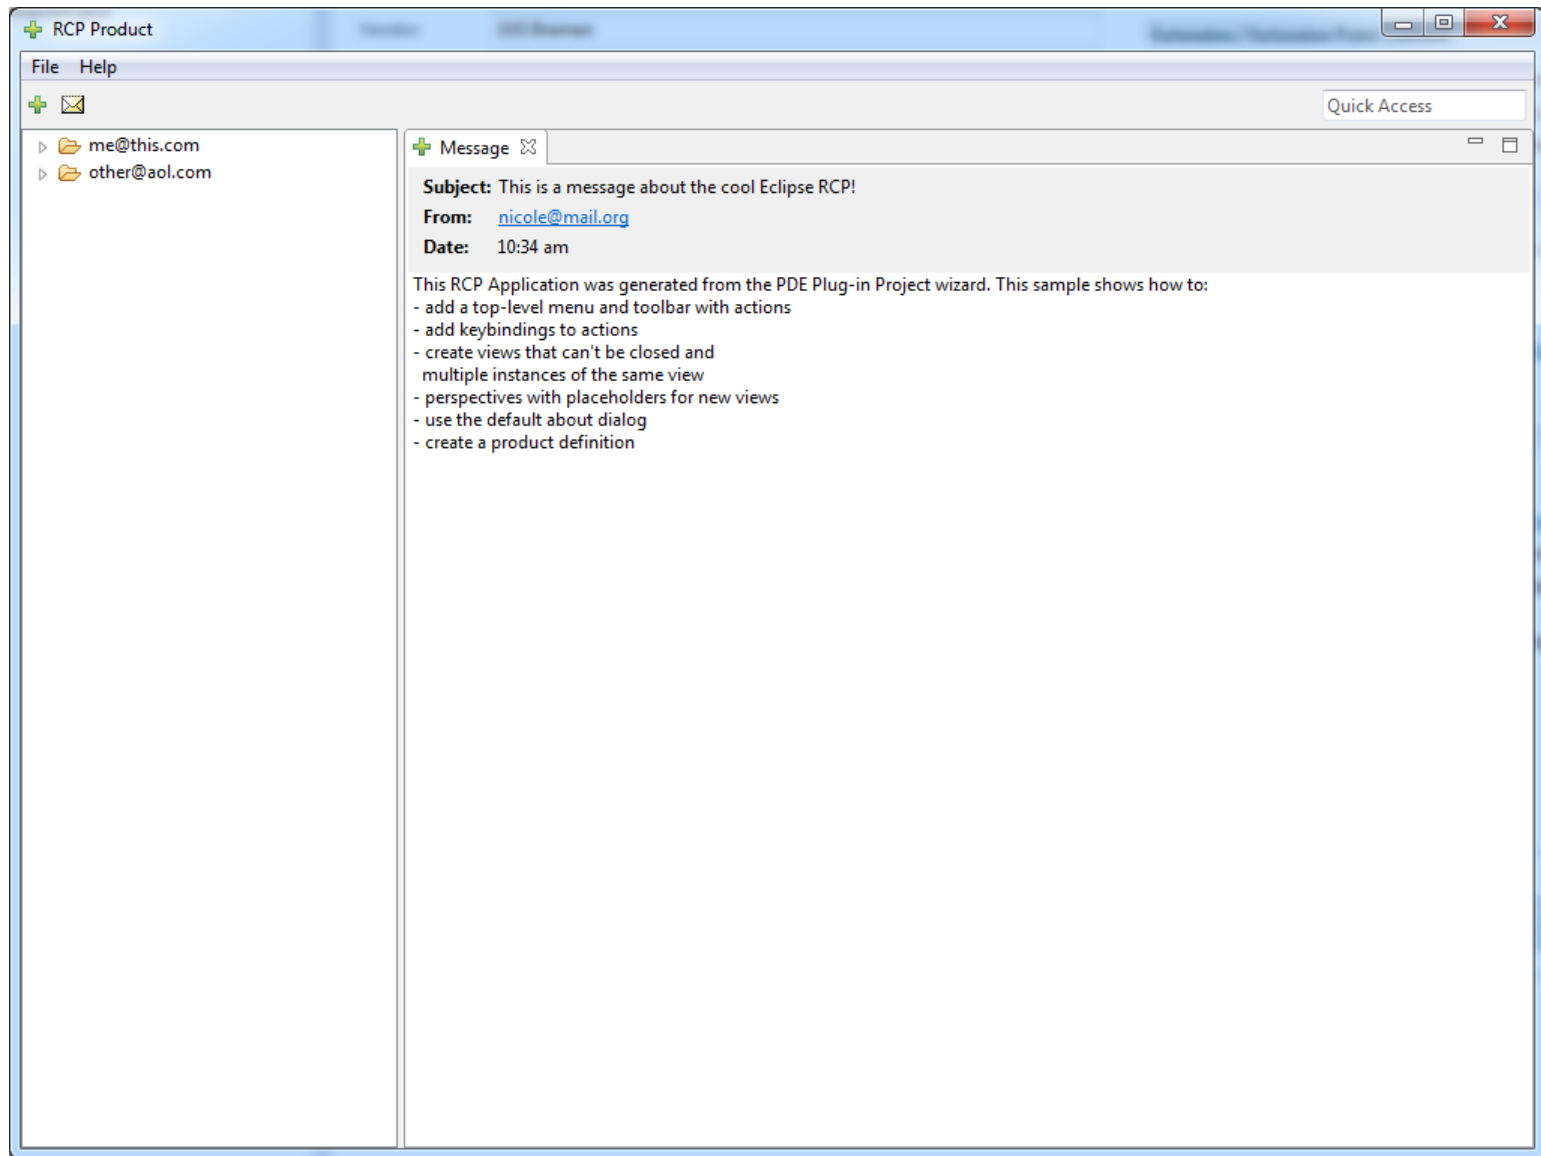 RCP Product
File Help
Quick Access
me@this.com
other@aol.com
Message
Subject: This is a message about the cool Eclipse RCP!
From: nicole@mail.org
Date: 10:34 am
This RCP Application was generated from the PDE Plug-in Project wizard. This sample shows how to:
- add a top-level menu and toolbar with actions
- add keybindings to actions
- create views that can't be closed and
multiple instances of the same view
- perspectives with placeholders for new views
- use the default about dialog
- create a product definition